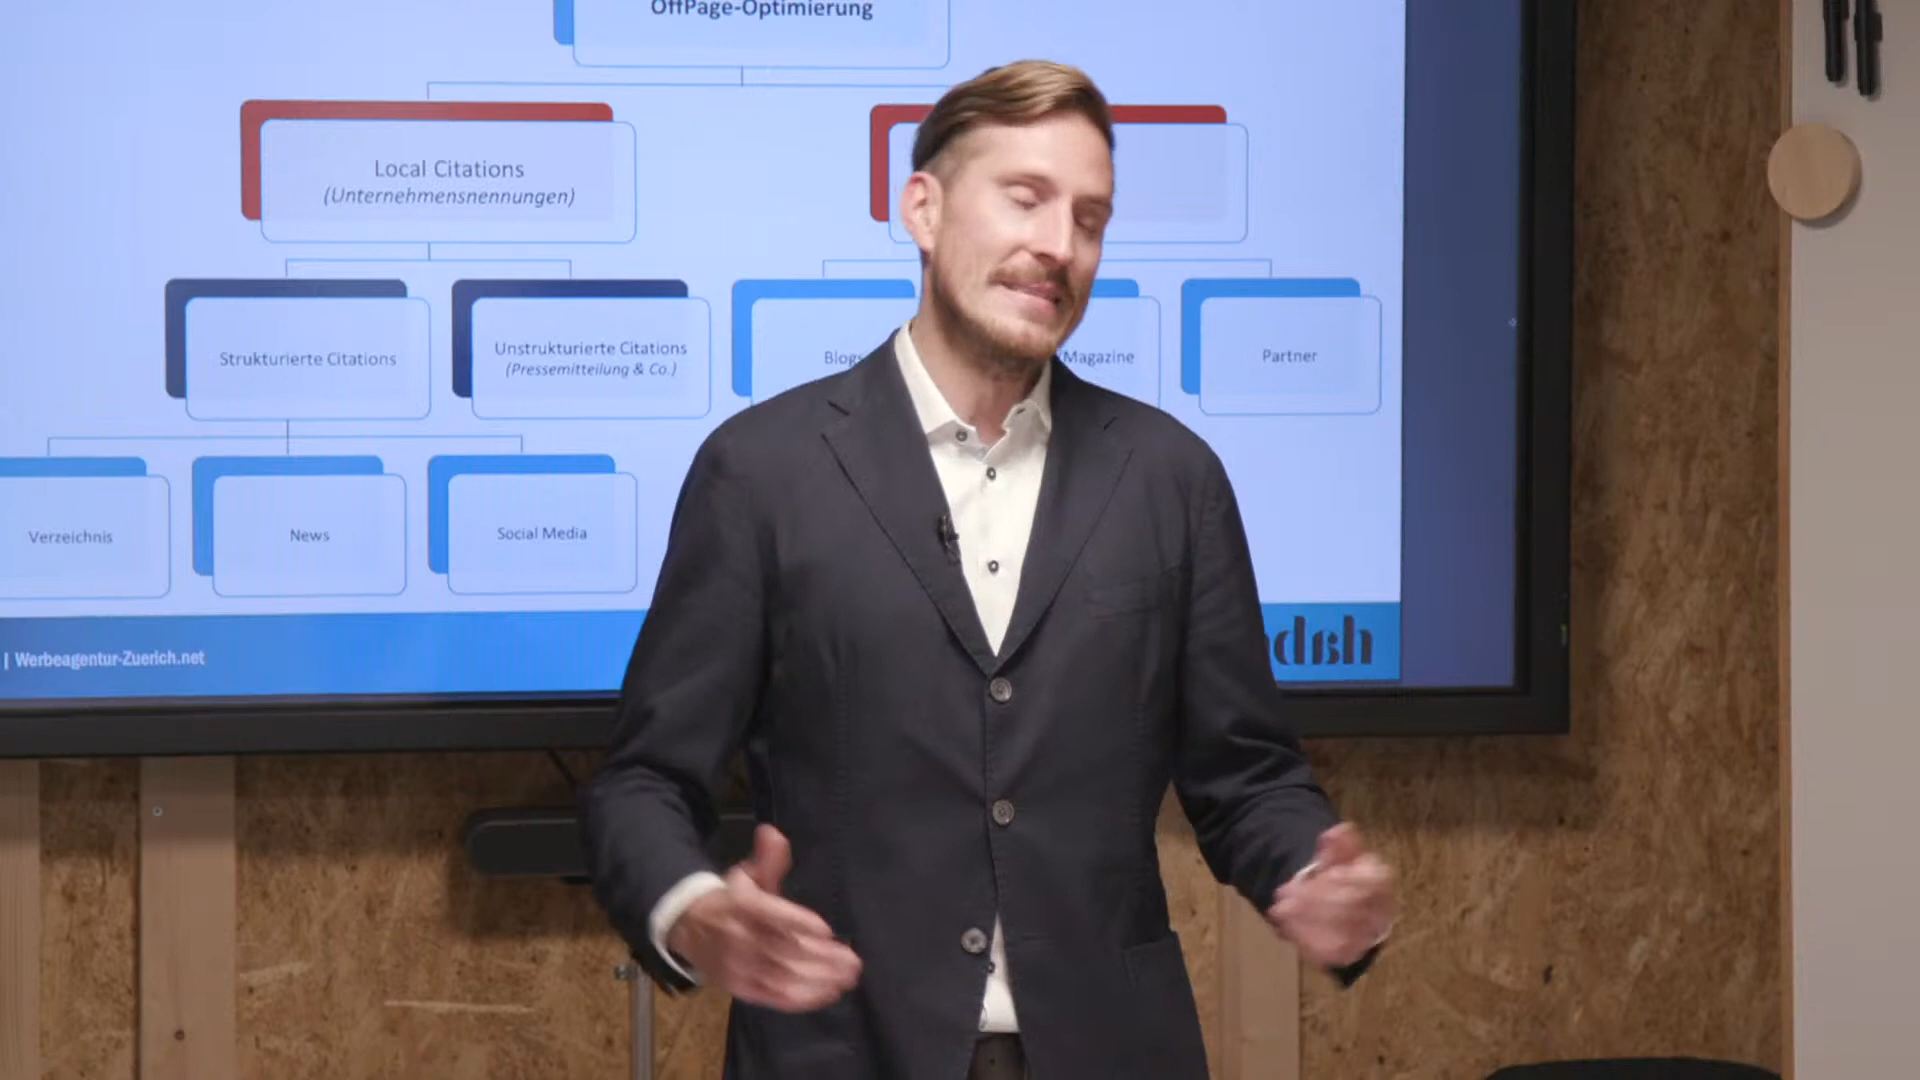 OffPage-Optimierung
Local Citations
(Unternehmensnennungen)
Strukturierte Citations
Unstrukturierte Citations
(Pressemitteilung & Co.)
Blogs
/Magazine
Partner
Verzeichnis
News
Social Media
| Werbeagentur-Zuerich.net